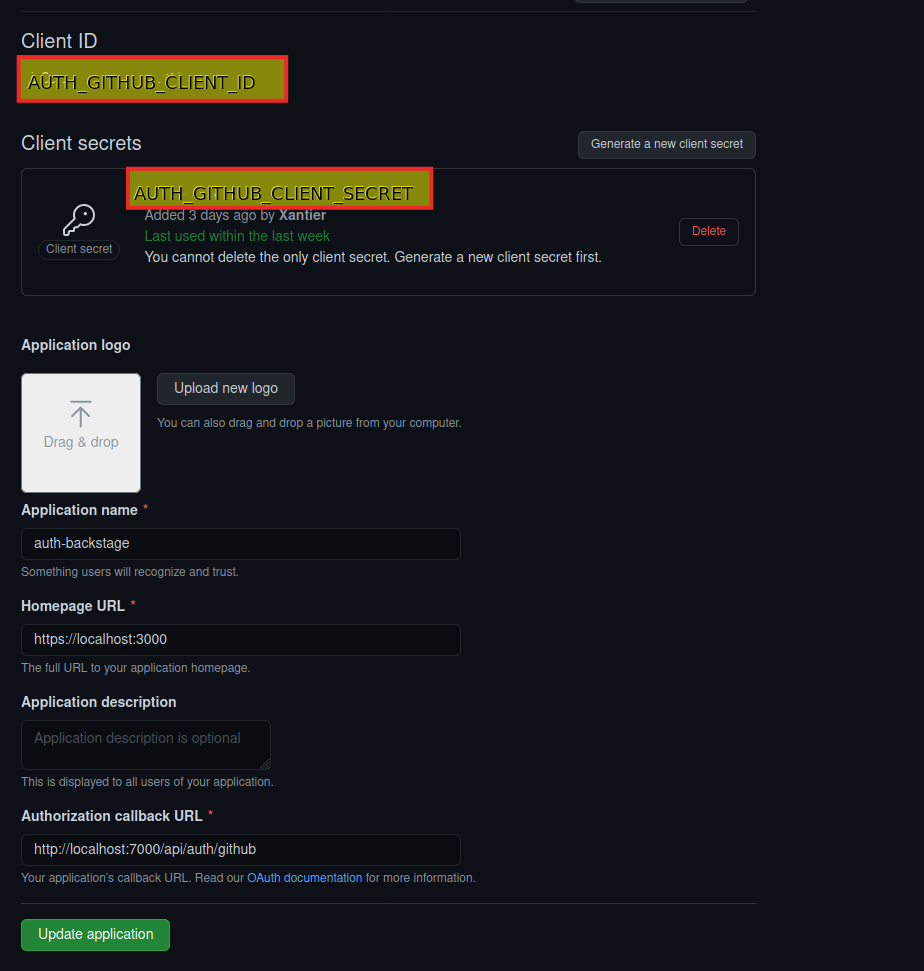 Client ID
AUTH_GITHUB_CLIENT_ID
Client secrets
Generate a new client secret
AUTH_GITHUB_CLIENT_SECRET
Added 3 days ago by Xantier
Last used within the last week
Client secret
Delete
You cannot delete the only client secret. Generate a new client secret first.
Application logo
Upload new logo
You can also drag and drop a picture from your computer.
Drag & drop
Application name *
auth-backstage
Something users will recognize and trust.
Homepage URL *
https://localhost:3000
The full URL to your application homepage.
Application description
Application description is optional
This is displayed to all users of your application.
Authorization callback URL *
http://localhost:7000/api/auth/github
Your application's callback URL. Read our OAuth documentation for more information.
Update application